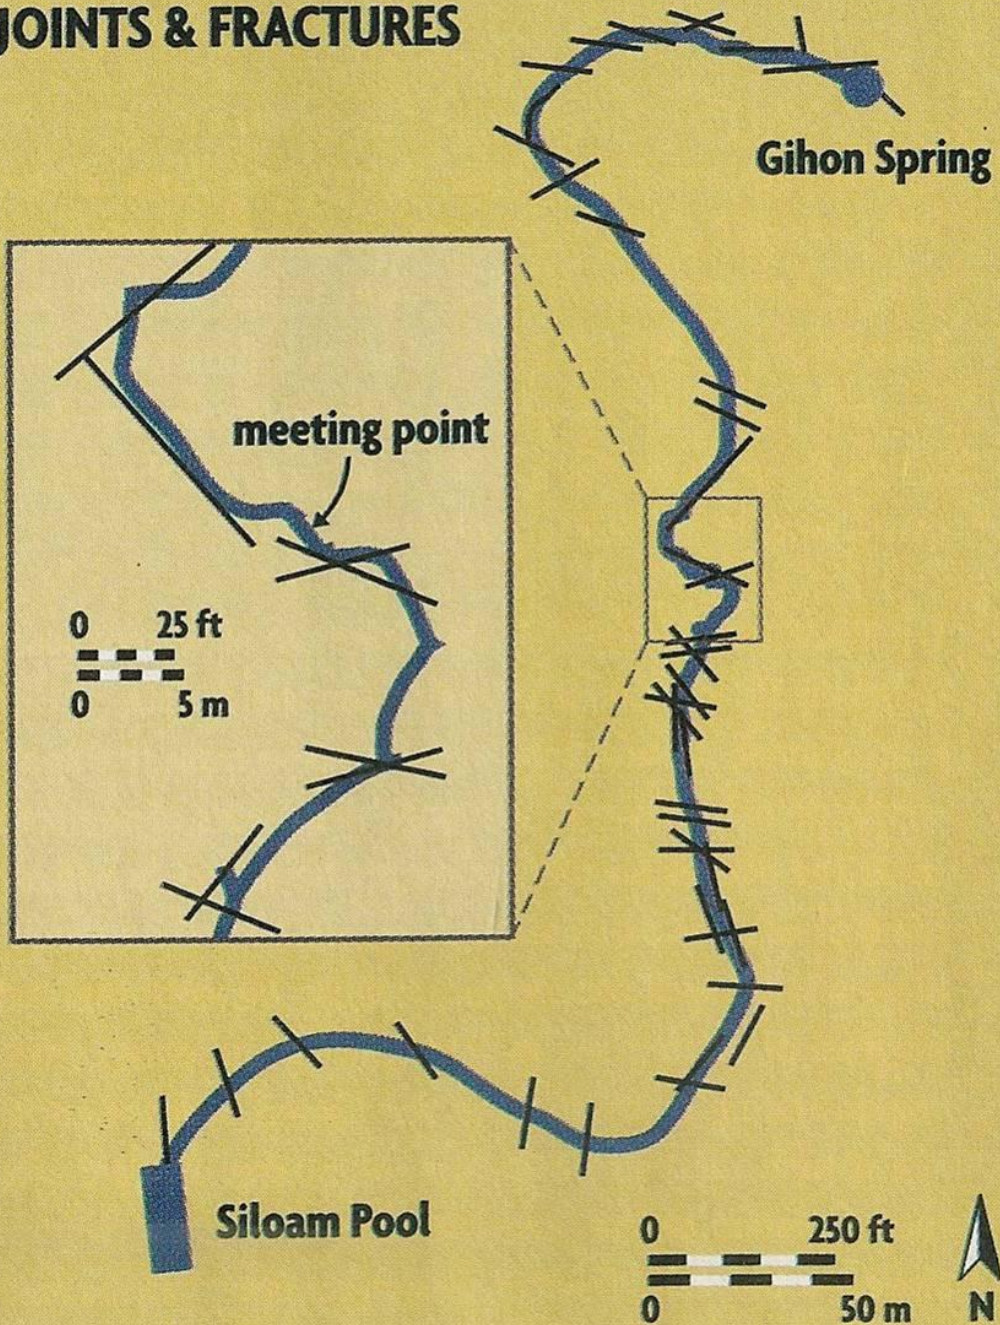 JOINTS & FRACTURES
Gihon Spring
meeting point
0 25 ft
0 5 m
Siloam Pool
0 250 ft
0 50 m
N